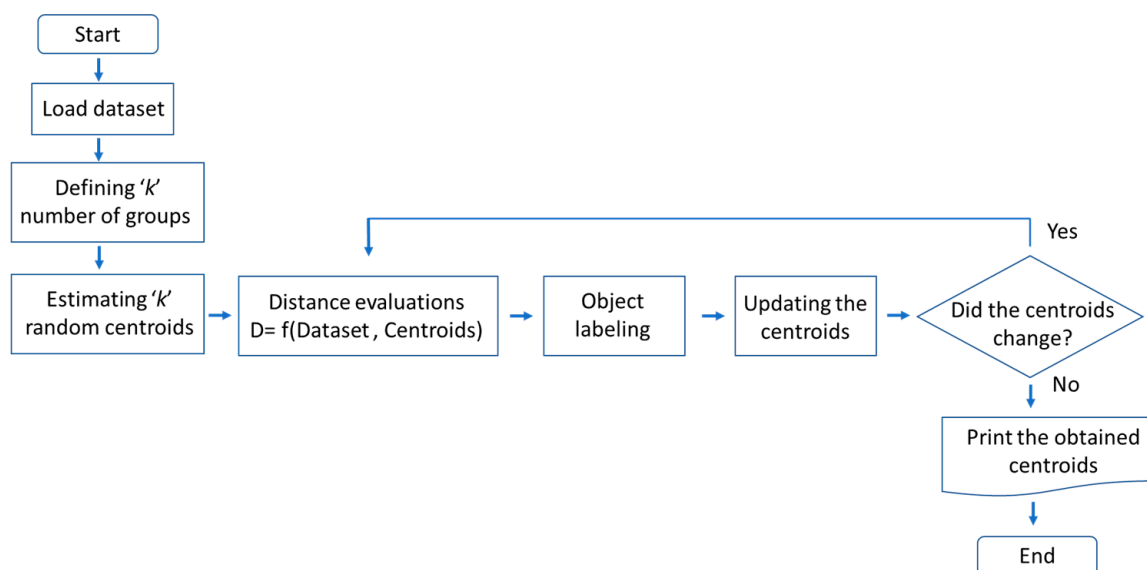 Start
Load dataset
Defining ‘k’
number of groups
Estimating ‘k’
random centroids
Distance evaluations
D= f(Dataset , Centroids)
Object
labeling
Updating the
centroids
Did the centroids
change?
Yes
No
Print the obtained
centroids
End